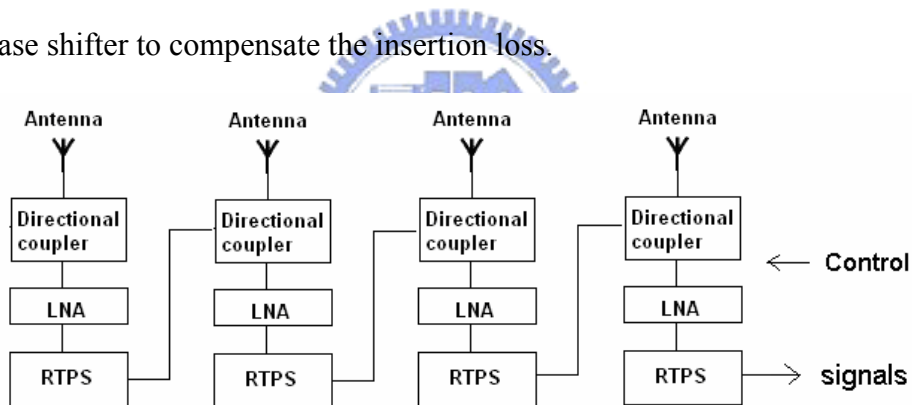 ase shifter to compensate the insertion loss.
Antenna Antenna Antenna Antenna
Directional Directional Directional Directional
coupler coupler coupler coupler
Control
LNA LNA LNA LNA
RTPS RTPS RTPS RTPS signals